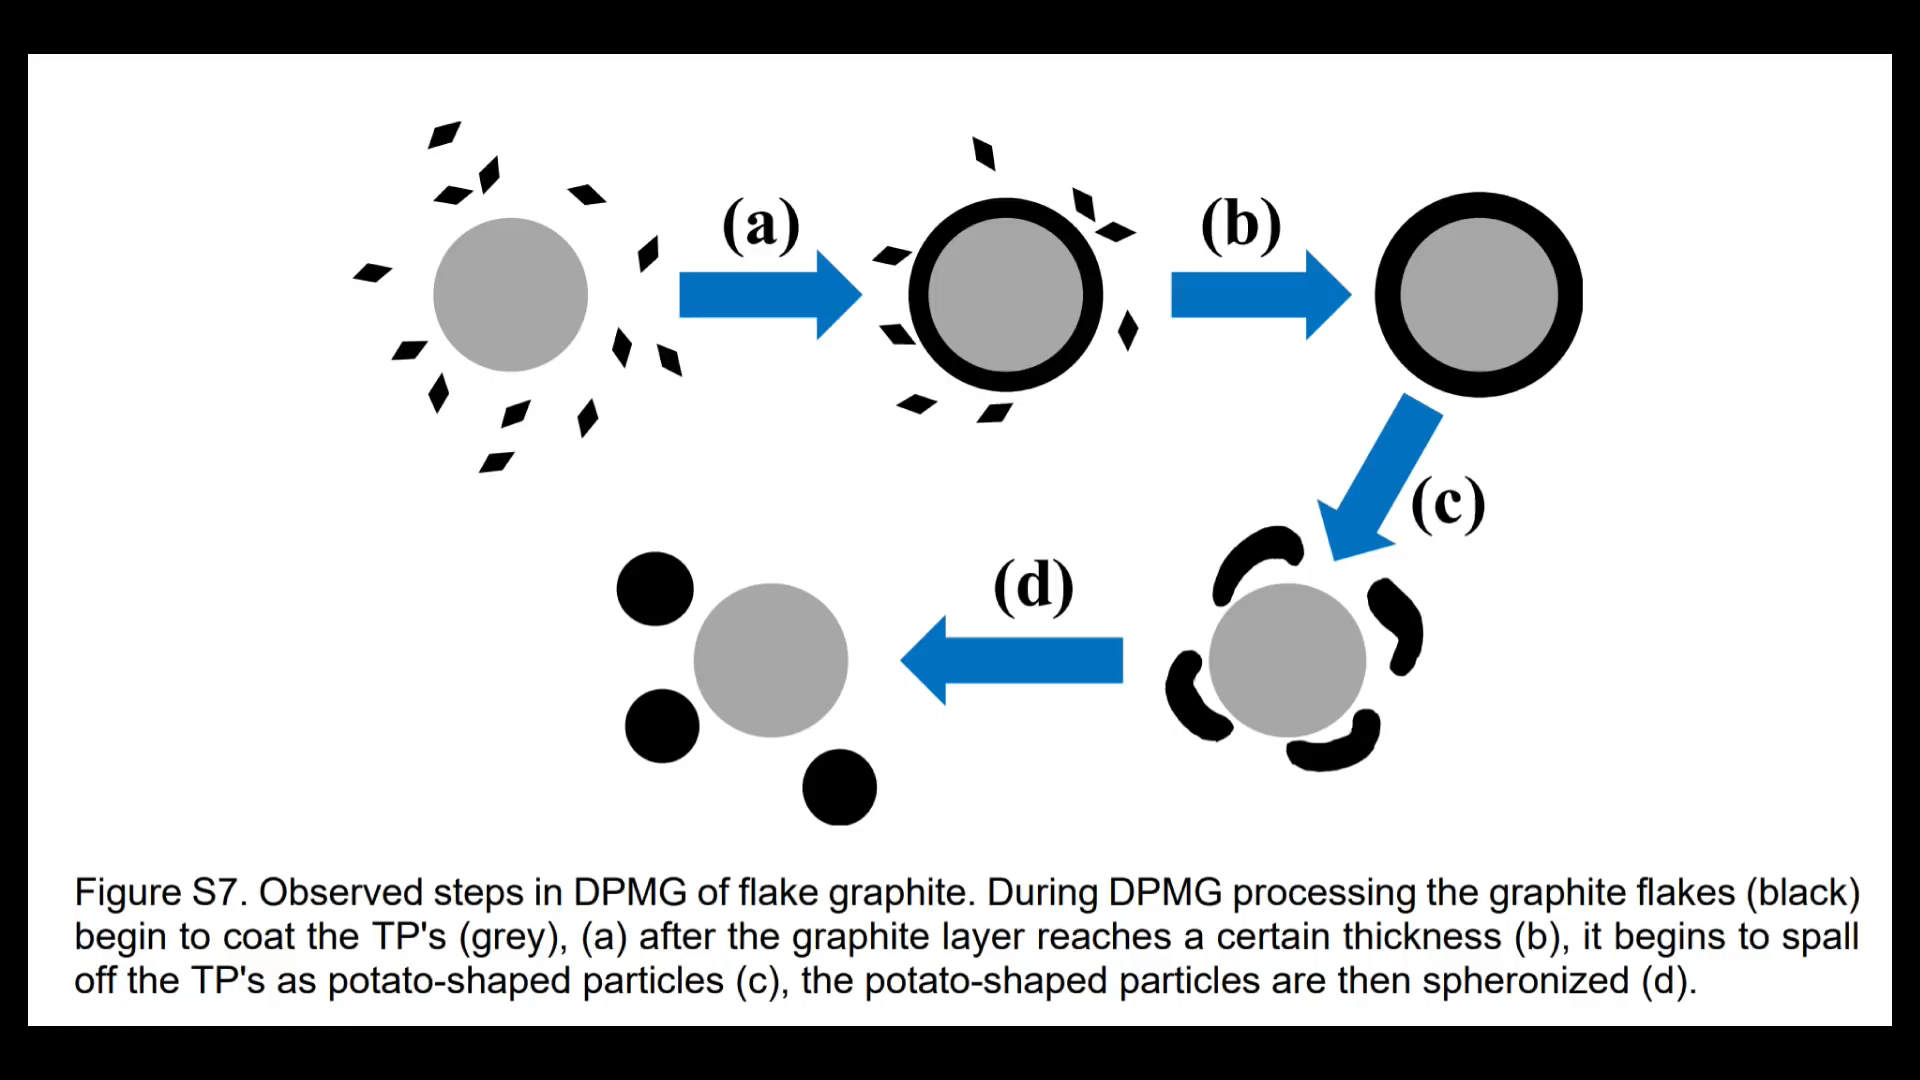 (a)
(b)
(c)
(d)
Figure S7. Observed steps in DPMG of flake graphite. During DPMG processing the graphite flakes (black)
begin to coat the TP's (grey), (a) after the graphite layer reaches a certain thickness (b), it begins to spall
off the TP's as potato-shaped particles (c), the potato-shaped particles are then spheronized (d).